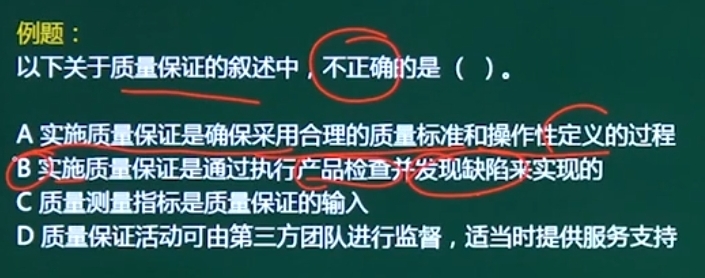 例题：
以下关于质量保证的叙述中，不正确的是（ ）。
A 实施质量保证是确保采用合理的质量标准和操作性定义的过程
B 实施质量保证是通过执行产品检查并发现缺陷来实现的
C 质量测量指标是质量保证的输入
D 质量保证活动可由第三方团队进行监督，适当时提供服务支持